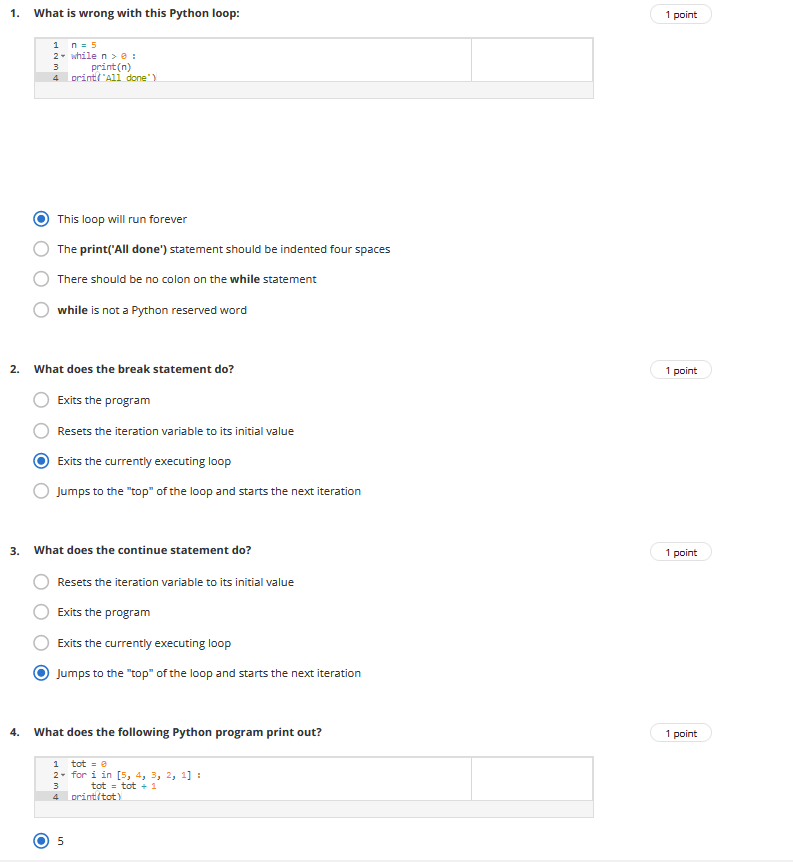 1. What is wrong with this Python loop:
1 point
1 n = 5
2 while n > 0 :
3 print(n)
4 print('All done')
This loop will run forever
The print('All done') statement should be indented four spaces
There should be no colon on the while statement
while is not a Python reserved word
2. What does the break statement do?
1 point
Exits the program
Resets the iteration variable to its initial value
Exits the currently executing loop
Jumps to the "top" of the loop and starts the next iteration
3. What does the continue statement do?
1 point
Resets the iteration variable to its initial value
Exits the program
Exits the currently executing loop
Jumps to the "top" of the loop and starts the next iteration
4. What does the following Python program print out?
1 point
1 tot = 0
2 for i in [5, 4, 3, 2, 1] :
3 tot = tot + 1
4 print(tot)
5